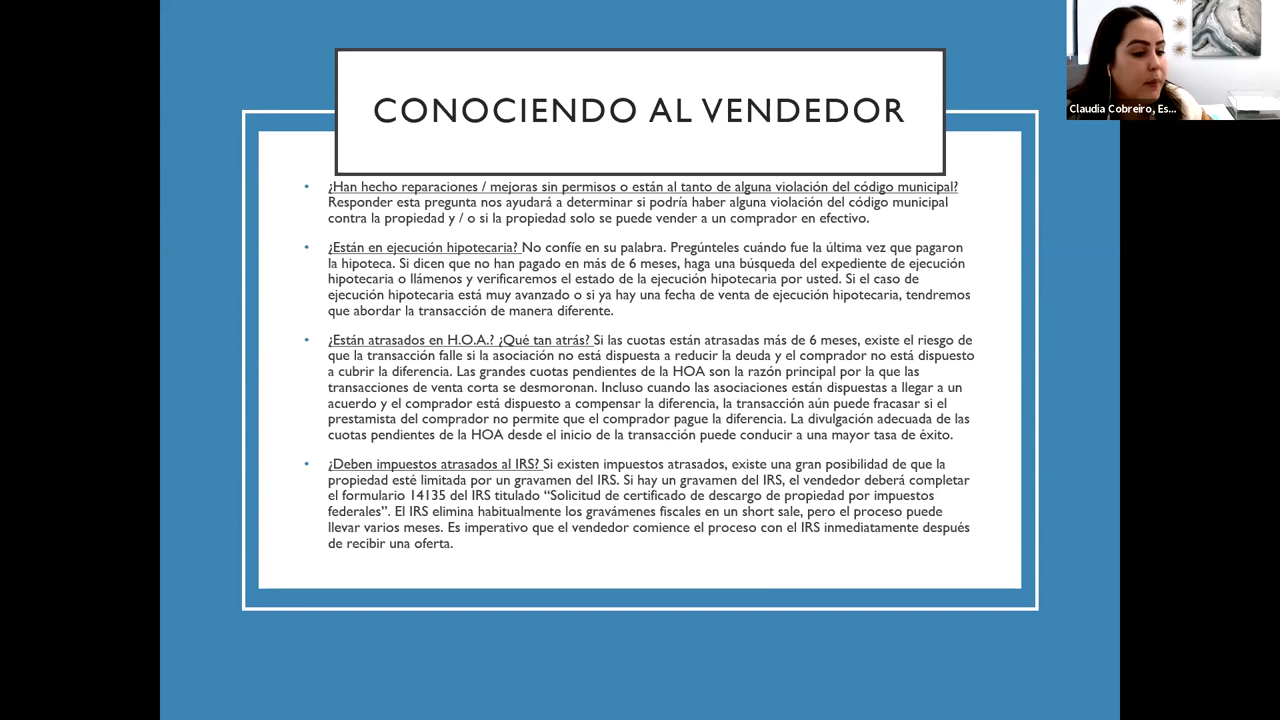 CONOCIENDO AL VENDEDOR
Claudia Cobreiro, Es...
• ¿Han hecho reparaciones / mejoras sin permisos o están al tanto de alguna violación del código municipal?
Responder esta pregunta nos ayudará a determinar si podría haber alguna violación del código municipal
contra la propiedad y / o si la propiedad solo se puede vender a un comprador en efectivo.
• ¿Están en ejecución hipotecaria? No confíe en su palabra. Pregúnteles cuándo fue la última vez que pagaron
la hipoteca. Si dicen que no han pagado en más de 6 meses, haga una búsqueda del expediente de ejecución
hipotecaria o llámenos y verificaremos el estado de la ejecución hipotecaria por usted. Si el caso de
ejecución hipotecaria está muy avanzado o si ya hay una fecha de venta de ejecución hipotecaria, tendremos
que abordar la transacción de manera diferente.
• ¿Están atrasados en H.O.A.? ¿Qué tan atrás? Si las cuotas están atrasadas más de 6 meses, existe el riesgo de
que la transacción falle si la asociación no está dispuesta a reducir la deuda y el comprador no está dispuesto
a cubrir la diferencia. Las grandes cuotas pendientes de la HOA son la razón principal por la que las
transacciones de venta corta se desmoronan. Incluso cuando las asociaciones están dispuestas a llegar a un
acuerdo y el comprador está dispuesto a compensar la diferencia, la transacción aún puede fracasar si el
prestamista del comprador no permite que el comprador pague la diferencia. La divulgación adecuada de las
cuotas pendientes de la HOA desde el inicio de la transacción puede conducir a una mayor tasa de éxito.
• ¿Deben impuestos atrasados al IRS? Si existen impuestos atrasados, existe una gran posibilidad de que la
propiedad esté limitada por un gravamen del IRS. Si hay un gravamen del IRS, el vendedor deberá completar
el formulario 14135 del IRS titulado “Solicitud de certificado de descargo de propiedad por impuestos
federales”. El IRS elimina habitualmente los gravámenes fiscales en un short sale, pero el proceso puede
llevar varios meses. Es imperativo que el vendedor comience el proceso con el IRS inmediatamente después
de recibir una oferta.